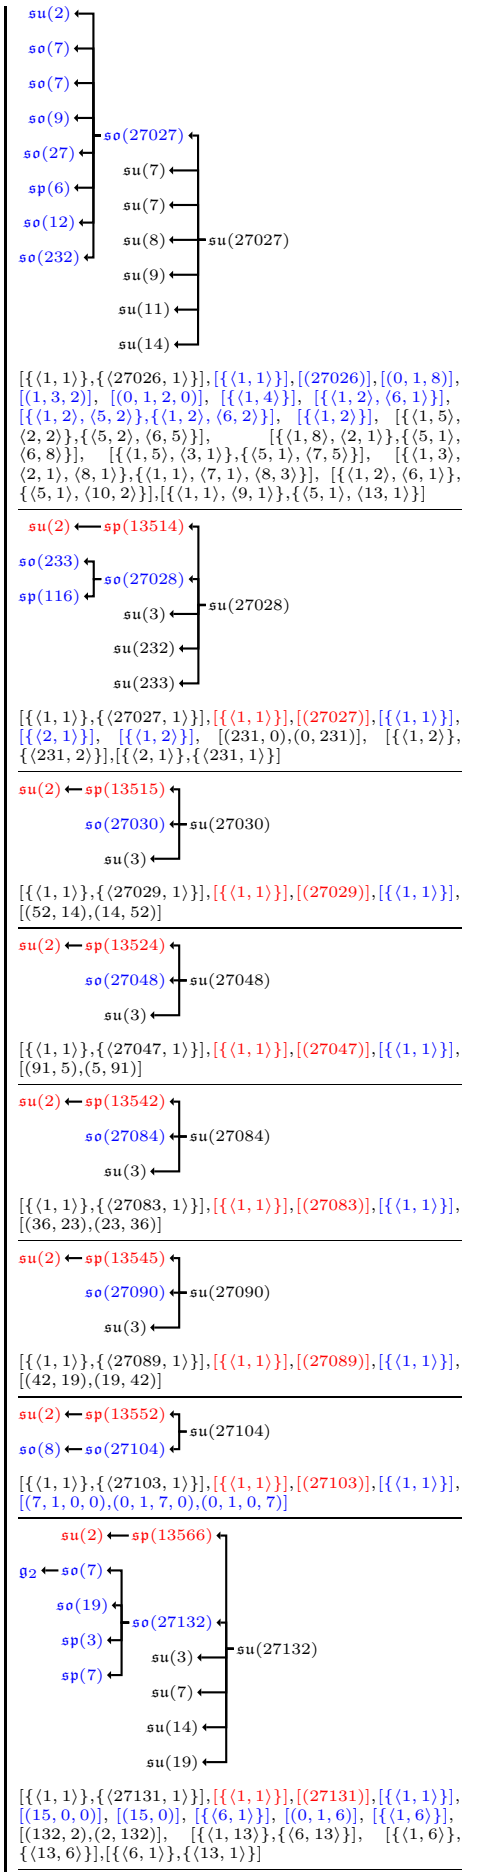 𝔰𝔲(2)
𝔰𝔬(7)
𝔰𝔬(7)
𝔰𝔬(9)
𝔰𝔬(27027)
𝔰𝔬(27)
𝔰𝔲(7)
𝔰𝔭(6)
𝔰𝔲(7)
𝔰𝔬(12)
𝔰𝔲(8) 𝔰𝔲(27027)
𝔰𝔬(232)
𝔰𝔲(9)
𝔰𝔲(11)
𝔰𝔲(14)
[{⟨1, 1⟩},{⟨27026, 1⟩}],[{⟨1, 1⟩}],[(27026)],[(0, 1, 8)],
[(1, 3, 2)], [(0, 1, 2, 0)], [{⟨1, 4⟩}], [{⟨1, 2⟩, ⟨6, 1⟩}],
[{⟨1, 2⟩, ⟨5, 2⟩},{⟨1, 2⟩, ⟨6, 2⟩}], [{⟨1, 2⟩}], [{⟨1, 5⟩,
⟨2, 2⟩},{⟨5, 2⟩, ⟨6, 5⟩}], [{⟨1, 8⟩, ⟨2, 1⟩},{⟨5, 1⟩,
⟨6, 8⟩}], [{⟨1, 5⟩, ⟨3, 1⟩},{⟨5, 1⟩, ⟨7, 5⟩}], [{⟨1, 3⟩,
⟨2, 1⟩, ⟨8, 1⟩},{⟨1, 1⟩, ⟨7, 1⟩, ⟨8, 3⟩}], [{⟨1, 2⟩, ⟨6, 1⟩},
{⟨5, 1⟩, ⟨10, 2⟩}],[{⟨1, 1⟩, ⟨9, 1⟩},{⟨5, 1⟩, ⟨13, 1⟩}]
𝔰𝔲(2) 𝔰𝔭(13514)
𝔰𝔬(233)
𝔰𝔬(27028)
𝔰𝔭(116)
𝔰𝔲(27028)
𝔰𝔲(3)
𝔰𝔲(232)
𝔰𝔲(233)
[{⟨1, 1⟩},{⟨27027, 1⟩}],[{⟨1, 1⟩}],[(27027)],[{⟨1, 1⟩}],
[{⟨2, 1⟩}], [{⟨1, 2⟩}], [(231, 0),(0, 231)], [{⟨1, 2⟩},
{⟨231, 2⟩}],[{⟨2, 1⟩},{⟨231, 1⟩}]
𝔰𝔲(2) 𝔰𝔭(13515)
𝔰𝔬(27030) 𝔰𝔲(27030)
𝔰𝔲(3)
[{⟨1, 1⟩},{⟨27029, 1⟩}],[{⟨1, 1⟩}],[(27029)],[{⟨1, 1⟩}],
[(52, 14),(14, 52)]
𝔰𝔲(2) 𝔰𝔭(13524)
𝔰𝔬(27048) 𝔰𝔲(27048)
𝔰𝔲(3)
[{⟨1, 1⟩},{⟨27047, 1⟩}],[{⟨1, 1⟩}],[(27047)],[{⟨1, 1⟩}],
[(91, 5),(5, 91)]
𝔰𝔲(2) 𝔰𝔭(13542)
𝔰𝔬(27084) 𝔰𝔲(27084)
𝔰𝔲(3)
[{⟨1, 1⟩},{⟨27083, 1⟩}],[{⟨1, 1⟩}],[(27083)],[{⟨1, 1⟩}],
[(36, 23),(23, 36)]
𝔰𝔲(2) 𝔰𝔭(13545)
𝔰𝔬(27090) 𝔰𝔲(27090)
𝔰𝔲(3)
[{⟨1, 1⟩},{⟨27089, 1⟩}],[{⟨1, 1⟩}],[(27089)],[{⟨1, 1⟩}],
[(42, 19),(19, 42)]
𝔰𝔲(2) 𝔰𝔭(13552)
𝔰𝔲(27104)
𝔰𝔬(8) 𝔰𝔬(27104)
[{⟨1, 1⟩},{⟨27103, 1⟩}],[{⟨1, 1⟩}],[(27103)],[{⟨1, 1⟩}],
[(7, 1, 0, 0),(0, 1, 7, 0),(0, 1, 0, 7)]
𝔰𝔲(2) 𝔰𝔭(13566)
𝔤₂ 𝔰𝔬(7)
𝔰𝔬(19)
𝔰𝔬(27132)
𝔰𝔭(3)
𝔰𝔲(27132)
𝔰𝔲(3)
𝔰𝔭(7)
𝔰𝔲(7)
𝔰𝔲(14)
𝔰𝔲(19)
[{⟨1, 1⟩},{⟨27131, 1⟩}],[{⟨1, 1⟩}],[(27131)],[{⟨1, 1⟩}],
[(15, 0, 0)], [(15, 0)], [{⟨6, 1⟩}], [(0, 1, 6)], [{⟨1, 6⟩}],
[(132, 2),(2, 132)], [{⟨1, 13⟩},{⟨6, 13⟩}], [{⟨1, 6⟩},
{⟨13, 6⟩}],[{⟨6, 1⟩},{⟨13, 1⟩}]